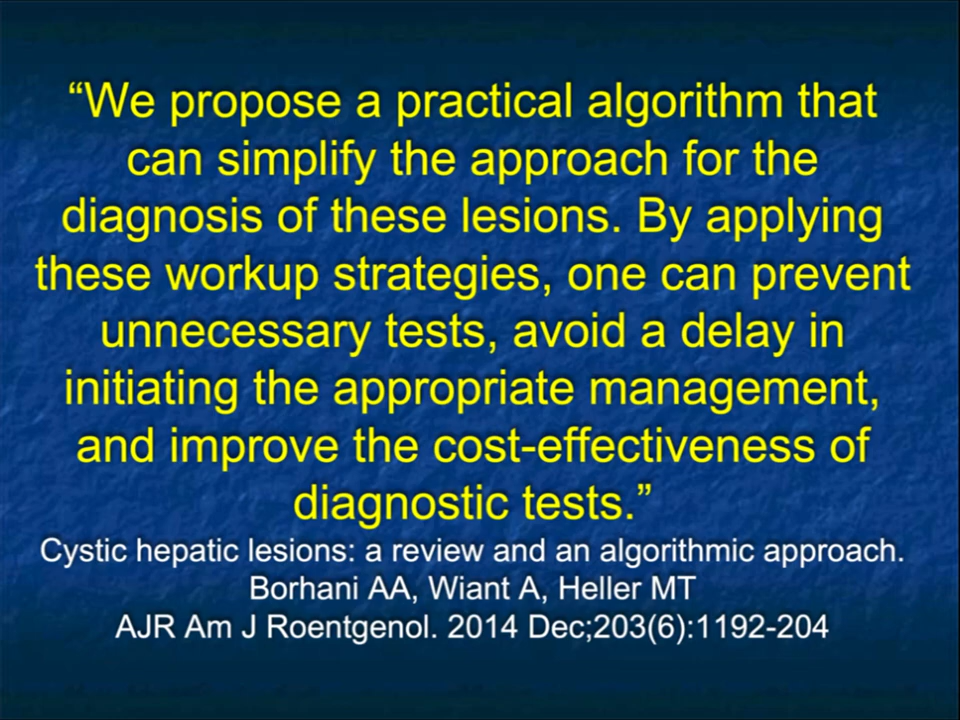 “We propose a practical algorithm that
can simplify the approach for the
diagnosis of these lesions. By applying
these workup strategies, one can prevent
unnecessary tests, avoid a delay in
initiating the appropriate management,
and improve the cost-effectiveness of
diagnostic tests.”
Cystic hepatic lesions: a review and an algorithmic approach.
Borhani AA, Wiant A, Heller MT
AJR Am J Roentgenol. 2014 Dec;203(6):1192-204